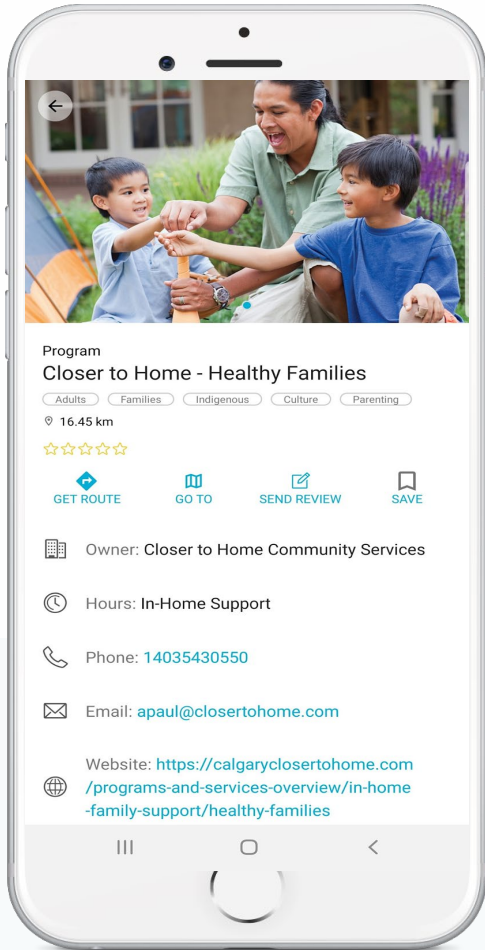 Program
Closer to Home - Healthy Families
Adults Families Indigenous Culture Parenting
16.45 km
GET ROUTE GO TO SEND REVIEW SAVE
Owner: Closer to Home Community Services
Hours: In-Home Support
Phone: 14035430550
Email: apaul@closertohome.com
Website: https://calgaryclosertohome.com
/programs-and-services-overview/in-home
-family-support/healthy-families